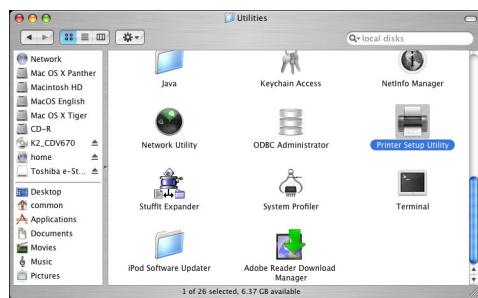 Utilities
local disks
Network
Mac OS X Panther
Macintosh HD
MacOS English
Mac OS X Tiger
CD-R
K2_CDV670
home
Toshiba e-St...
Desktop
common
Applications
Documents
Movies
Music
Pictures
Java
Keychain Access
NetInfo Manager
Network Utility
ODBC Administrator
Printer Setup Utility
StuffIt Expander
System Profiler
Terminal
iPod Software Updater
Adobe Reader Download
Manager
1 of 26 selected, 6.37 GB available